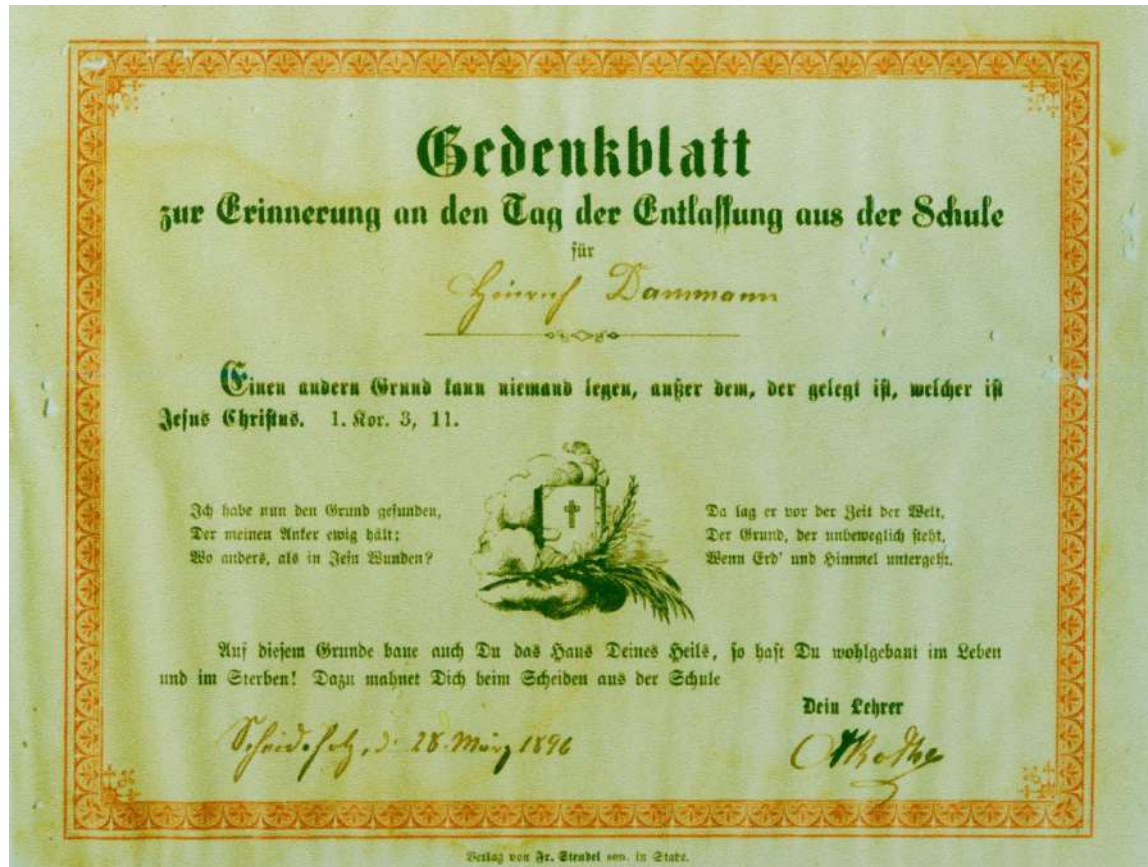 Gedenkblatt
zur Erinnerung an den Tag der Entlassung aus der Schule
für
Hinrich Dammann
Einen andern Grund kann niemand legen, außer dem, der gelegt ist, welcher ist
Jesus Christus. 1. Kor. 3, 11.
Ich habe nun den Grund gefunden,
Der meinen Anker ewig hält:
Wo anders, als in Jesu Wunden?
Da lag er vor der Zeit der Welt,
Der Grund, der unbeweglich steht,
Wenn Erd' und Himmel untergeht.
Auf diesem Grunde baue auch Du das Haus Deines Heils, so hast Du wohlgebaut im Leben
und im Sterben! Dazu mahnet Dich beim Scheiden aus der Schule
Dein Lehrer
d. 28. März 1896
Verlag von Fr. Steudel sen. in Stade.